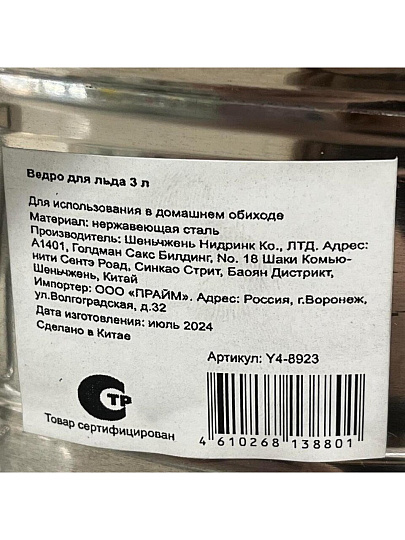 Ведро для льда 3 л
Для использования в домашнем обиходе
Материал: нержавеющая сталь
Производитель: Шеньчжень Нидринк Ко., ЛТД. Адрес:
А1401, Голдман Сакс Билдинг, No. 18 Шаки Комью-
нити Сентэ Роад, Синкао Стрит, Баоян Дистрикт,
Шеньчжень, Китай
Импортер: ООО «ПРАЙМ». Адрес: Россия, г.Воронеж,
ул.Волгоградская, д.32
Дата изготовления: июль 2024
Сделано в Китае
Артикул: Y4-8923
СТР
Товар сертифицирован
4 610268 138801